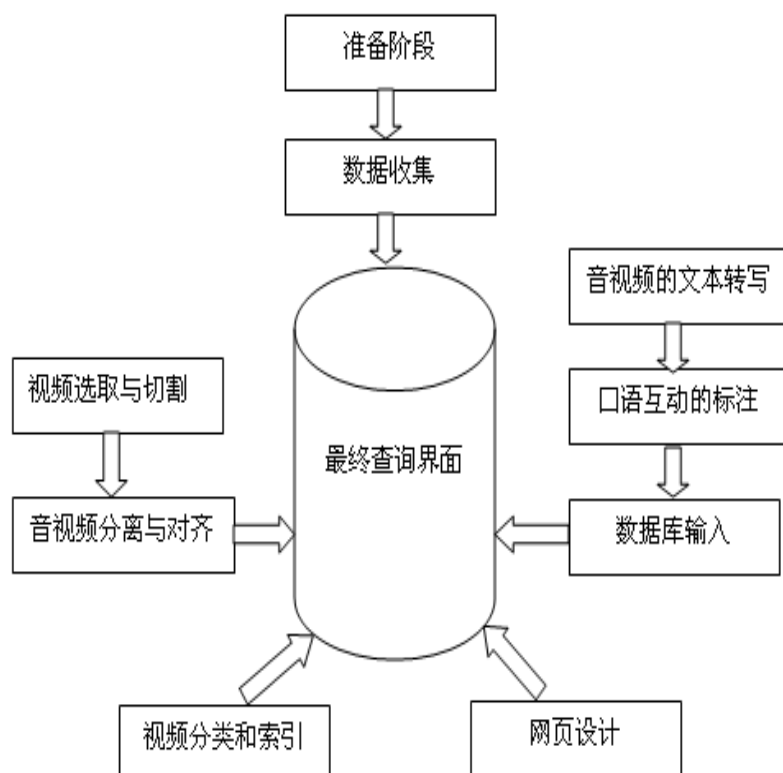 准备阶段
数据收集
音视频的文本转写
视频选取与切割
口语互动的标注
最终查询界面
音视频分离与对齐
数据库输入
视频分类和索引
网页设计